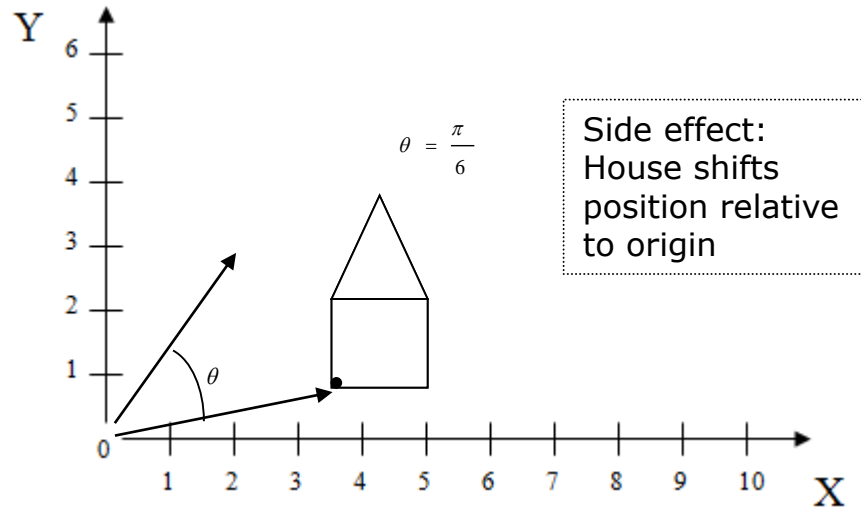 Y
6
5
4
3
2
1
0
θ = π/6
θ
Side effect:
House shifts
position relative
to origin
1 2 3 4 5 6 7 8 9 10
X